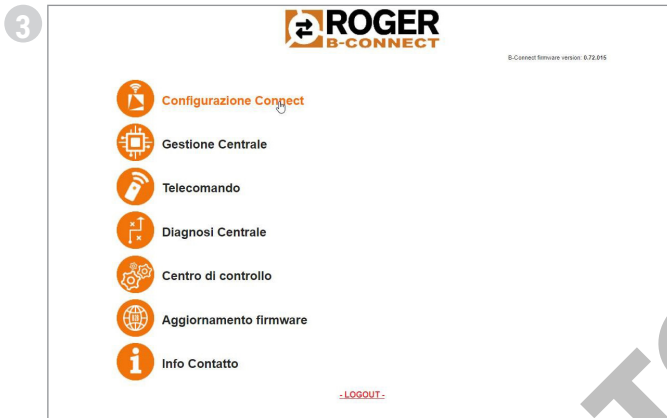 3
ROGER
B-CONNECT
B-Connect firmware version: 0.72.015
Configurazione Connect
Gestione Centrale
Telecomando
Diagnosi Centrale
Centro di controllo
Aggiornamento firmware
Info Contatto
- LOGOUT -